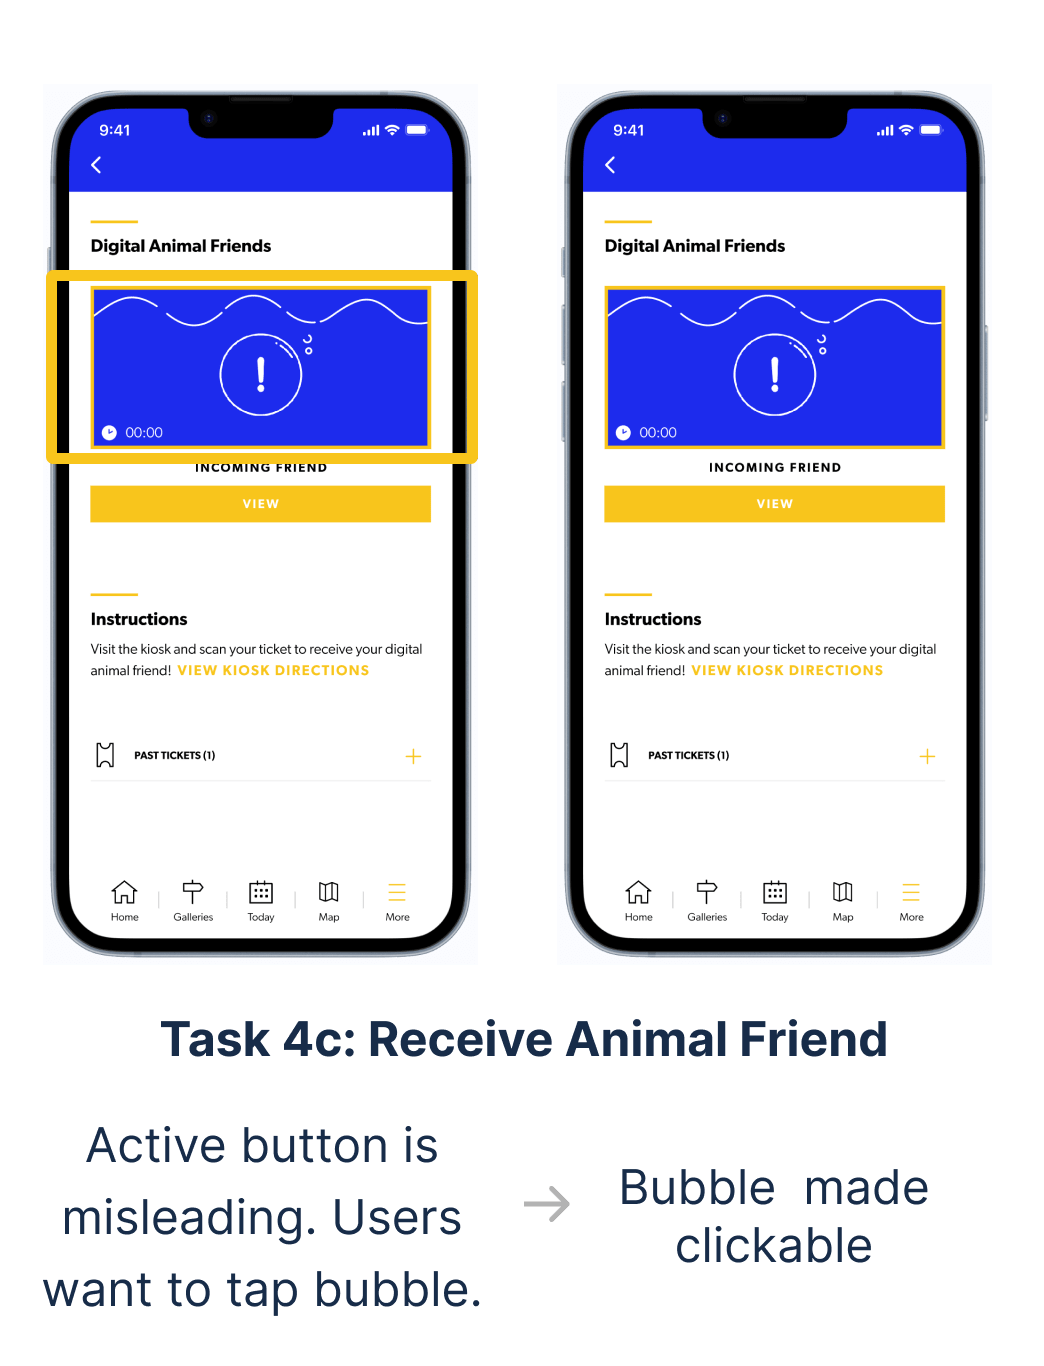 9:41
Digital Animal Friends
!
00:00
INCOMING FRIEND
VIEW
Instructions
Visit the kiosk and scan your ticket to receive your digital
animal friend! VIEW KIOSK DIRECTIONS
PAST TICKETS (1)
Home Galleries Today Map More
9:41
Digital Animal Friends
!
00:00
INCOMING FRIEND
VIEW
Instructions
Visit the kiosk and scan your ticket to receive your digital
animal friend! VIEW KIOSK DIRECTIONS
PAST TICKETS (1)
Home Galleries Today Map More
Task 4c: Receive Animal Friend
Active button is
misleading. Users
want to tap bubble.
Bubble made
clickable